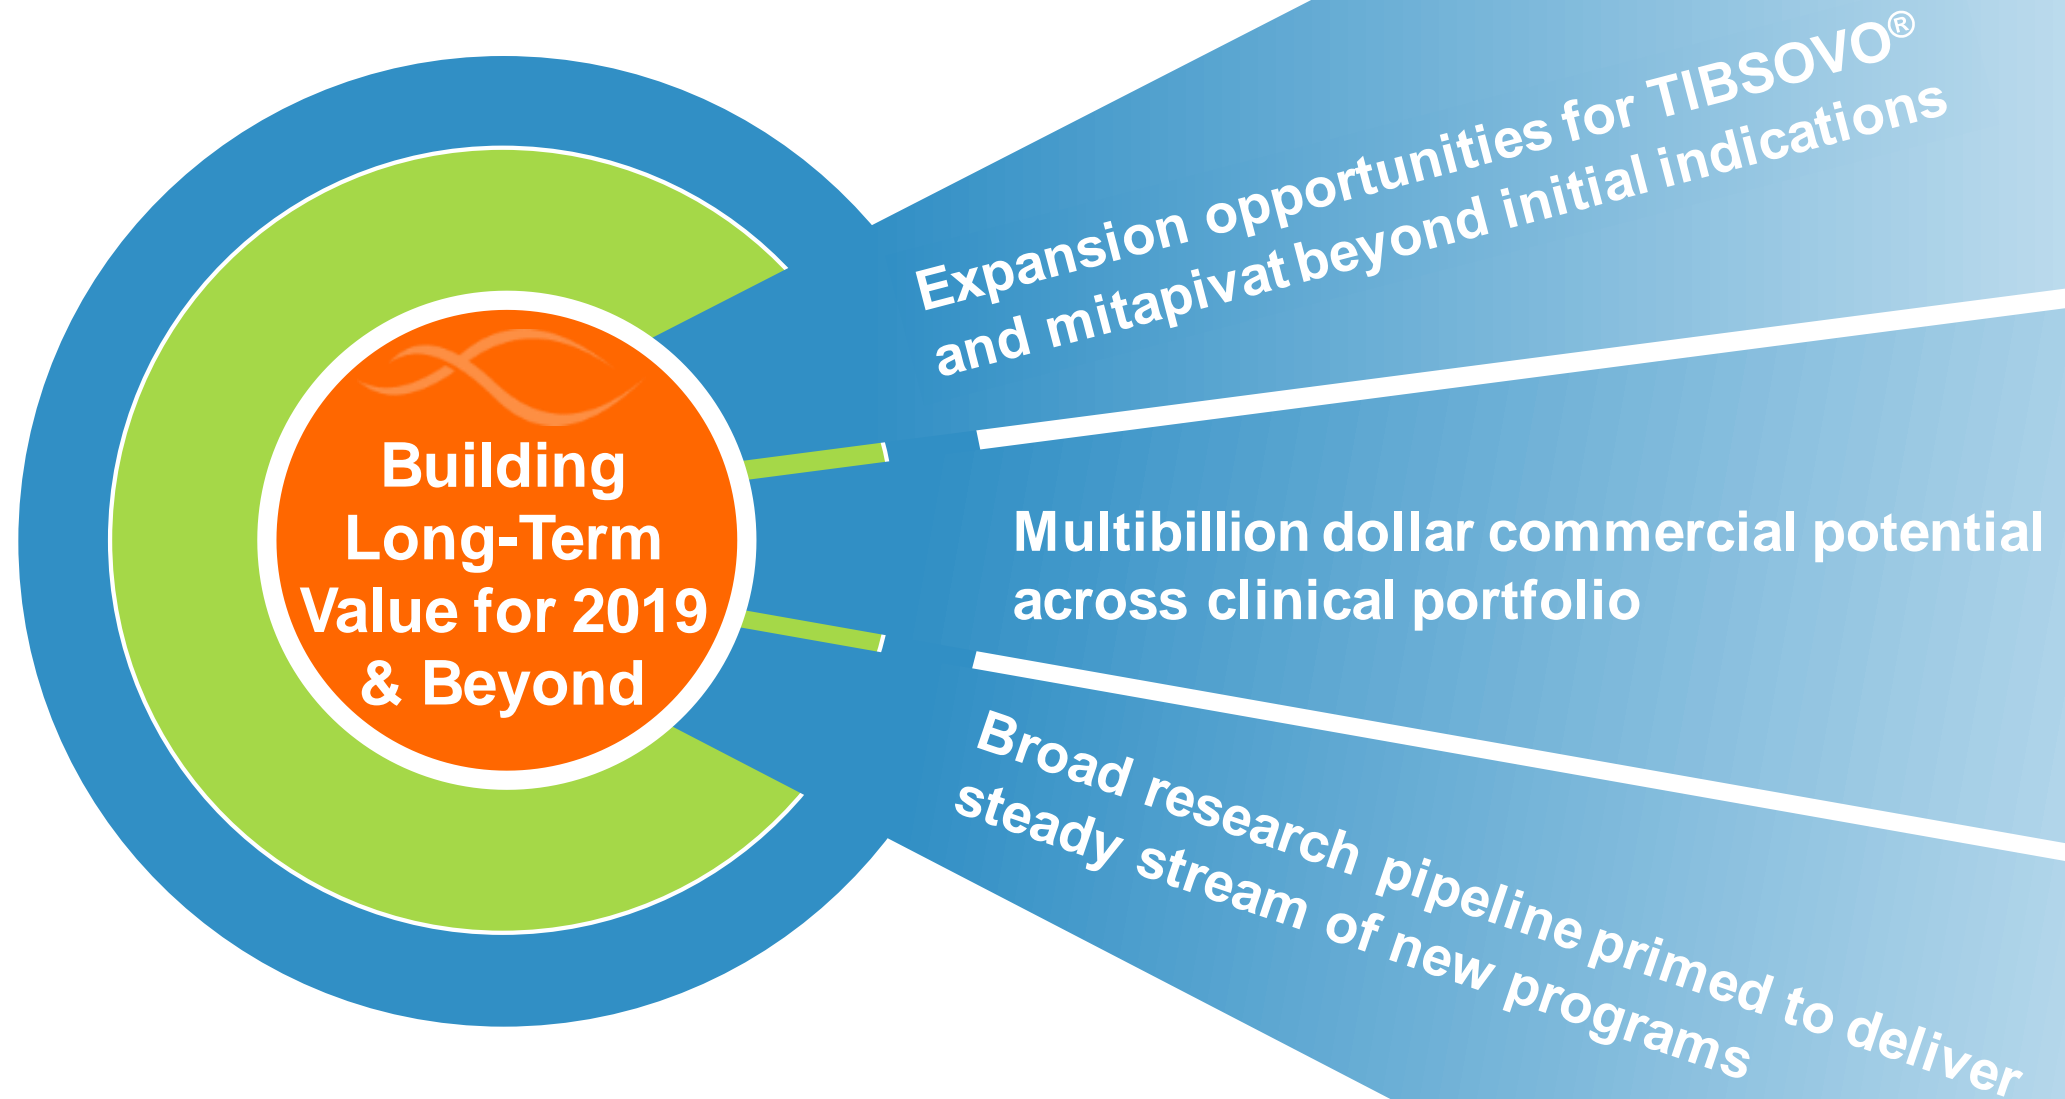 Building
Long-Term
Value for 2019
& Beyond
Expansion opportunities for TIBSOVO®
and mitapivat beyond initial indications
Multibillion dollar commercial potential
across clinical portfolio
Broad research pipeline primed to deliver
steady stream of new programs